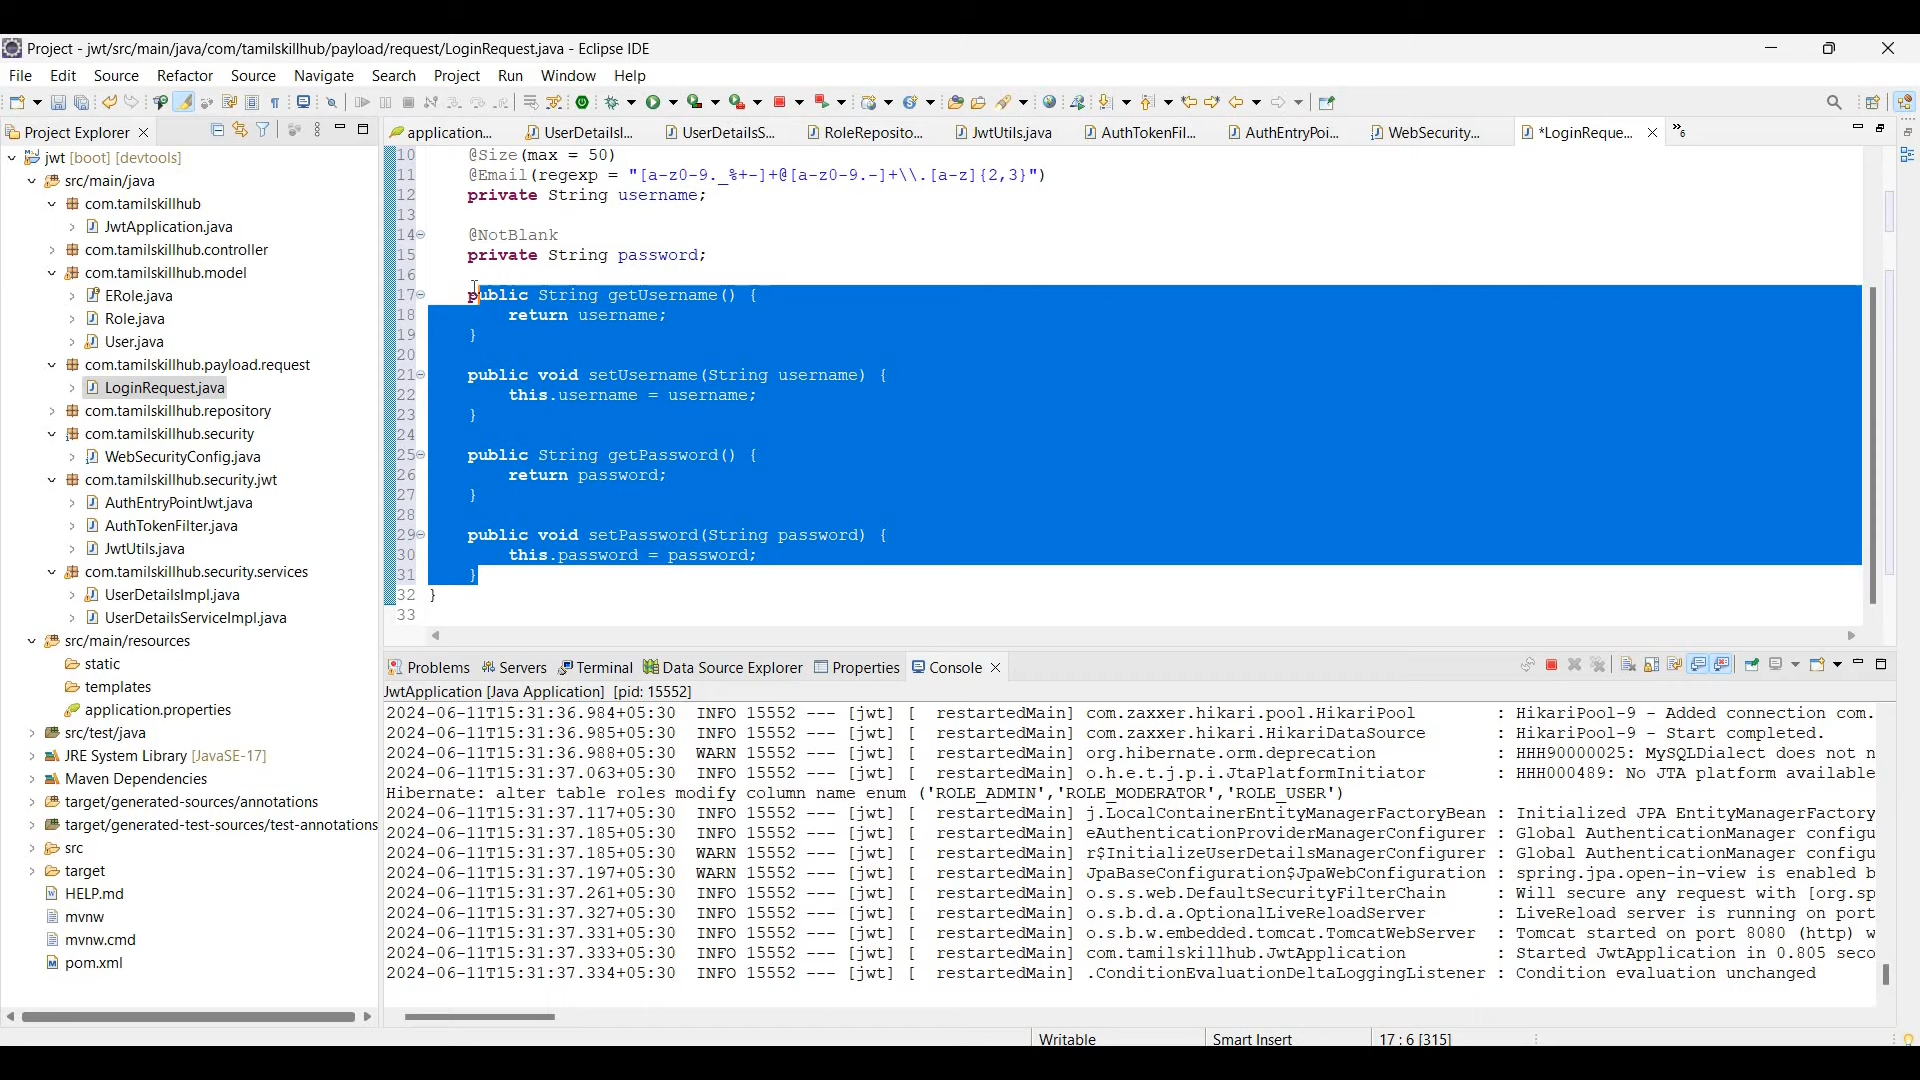 Project - jwt/src/main/java/com/tamilskillhub/payload/request/LoginRequest.java - Eclipse IDE
File Edit Source Refactor Source Navigate Search Project Run Window Help
Project Explorer
application... UserDetailsI... UserDetailsS... RoleReposito... JwtUtils.java AuthTokenFil... AuthEntryPoi... WebSecurity... *LoginReque... »6
jwt [boot] [devtools]
src/main/java
com.tamilskillhub
JwtApplication.java
com.tamilskillhub.controller
com.tamilskillhub.model
ERole.java
Role.java
User.java
com.tamilskillhub.payload.request
LoginRequest.java
com.tamilskillhub.repository
com.tamilskillhub.security
WebSecurityConfig.java
com.tamilskillhub.security.jwt
AuthEntryPointJwt.java
AuthTokenFilter.java
JwtUtils.java
com.tamilskillhub.security.services
UserDetailsImpl.java
UserDetailsServiceImpl.java
src/main/resources
static
templates
application.properties
src/test/java
JRE System Library [JavaSE-17]
Maven Dependencies
target/generated-sources/annotations
target/generated-test-sources/test-annotations
src
target
HELP.md
mvnw
mvnw.cmd
pom.xml
10 @Size(max = 50)
11 @Email(regexp = "[a-z0-9._%+-]+@[a-z0-9.-]+\\.[a-z]{2,3}")
12 private String username;
13
14 @NotBlank
15 private String password;
16
17 public String getUsername() {
18 return username;
19 }
20
21 public void setUsername(String username) {
22 this.username = username;
23 }
24
25 public String getPassword() {
26 return password;
27 }
28
29 public void setPassword(String password) {
30 this.password = password;
31 }
32 }
33
Problems Servers Terminal Data Source Explorer Properties Console
JwtApplication [Java Application] [pid: 15552]
2024-06-11T15:31:36.984+05:30 INFO 15552 --- [jwt] [ restartedMain] com.zaxxer.hikari.pool.HikariPool : HikariPool-9 - Added connection com.
2024-06-11T15:31:36.985+05:30 INFO 15552 --- [jwt] [ restartedMain] com.zaxxer.hikari.HikariDataSource : HikariPool-9 - Start completed.
2024-06-11T15:31:36.988+05:30 WARN 15552 --- [jwt] [ restartedMain] org.hibernate.orm.deprecation : HHH90000025: MySQLDialect does not n
2024-06-11T15:31:37.063+05:30 INFO 15552 --- [jwt] [ restartedMain] o.h.e.t.j.p.i.JtaPlatformInitiator : HHH000489: No JTA platform available
Hibernate: alter table roles modify column name enum ('ROLE_ADMIN','ROLE_MODERATOR','ROLE_USER')
2024-06-11T15:31:37.117+05:30 INFO 15552 --- [jwt] [ restartedMain] j.LocalContainerEntityManagerFactoryBean : Initialized JPA EntityManagerFactory
2024-06-11T15:31:37.185+05:30 INFO 15552 --- [jwt] [ restartedMain] eAuthenticationProviderManagerConfigurer : Global AuthenticationManager configu
2024-06-11T15:31:37.185+05:30 WARN 15552 --- [jwt] [ restartedMain] r$InitializeUserDetailsManagerConfigurer : Global AuthenticationManager configu
2024-06-11T15:31:37.197+05:30 WARN 15552 --- [jwt] [ restartedMain] JpaBaseConfiguration$JpaWebConfiguration : spring.jpa.open-in-view is enabled b
2024-06-11T15:31:37.261+05:30 INFO 15552 --- [jwt] [ restartedMain] o.s.s.web.DefaultSecurityFilterChain : Will secure any request with [org.sp
2024-06-11T15:31:37.327+05:30 INFO 15552 --- [jwt] [ restartedMain] o.s.b.d.a.OptionalLiveReloadServer : LiveReload server is running on port
2024-06-11T15:31:37.331+05:30 INFO 15552 --- [jwt] [ restartedMain] o.s.b.w.embedded.tomcat.TomcatWebServer : Tomcat started on port 8080 (http) w
2024-06-11T15:31:37.333+05:30 INFO 15552 --- [jwt] [ restartedMain] com.tamilskillhub.JwtApplication : Started JwtApplication in 0.805 seco
2024-06-11T15:31:37.334+05:30 INFO 15552 --- [jwt] [ restartedMain] .ConditionEvaluationDeltaLoggingListener : Condition evaluation unchanged
Writable Smart Insert 17 : 6 [315]